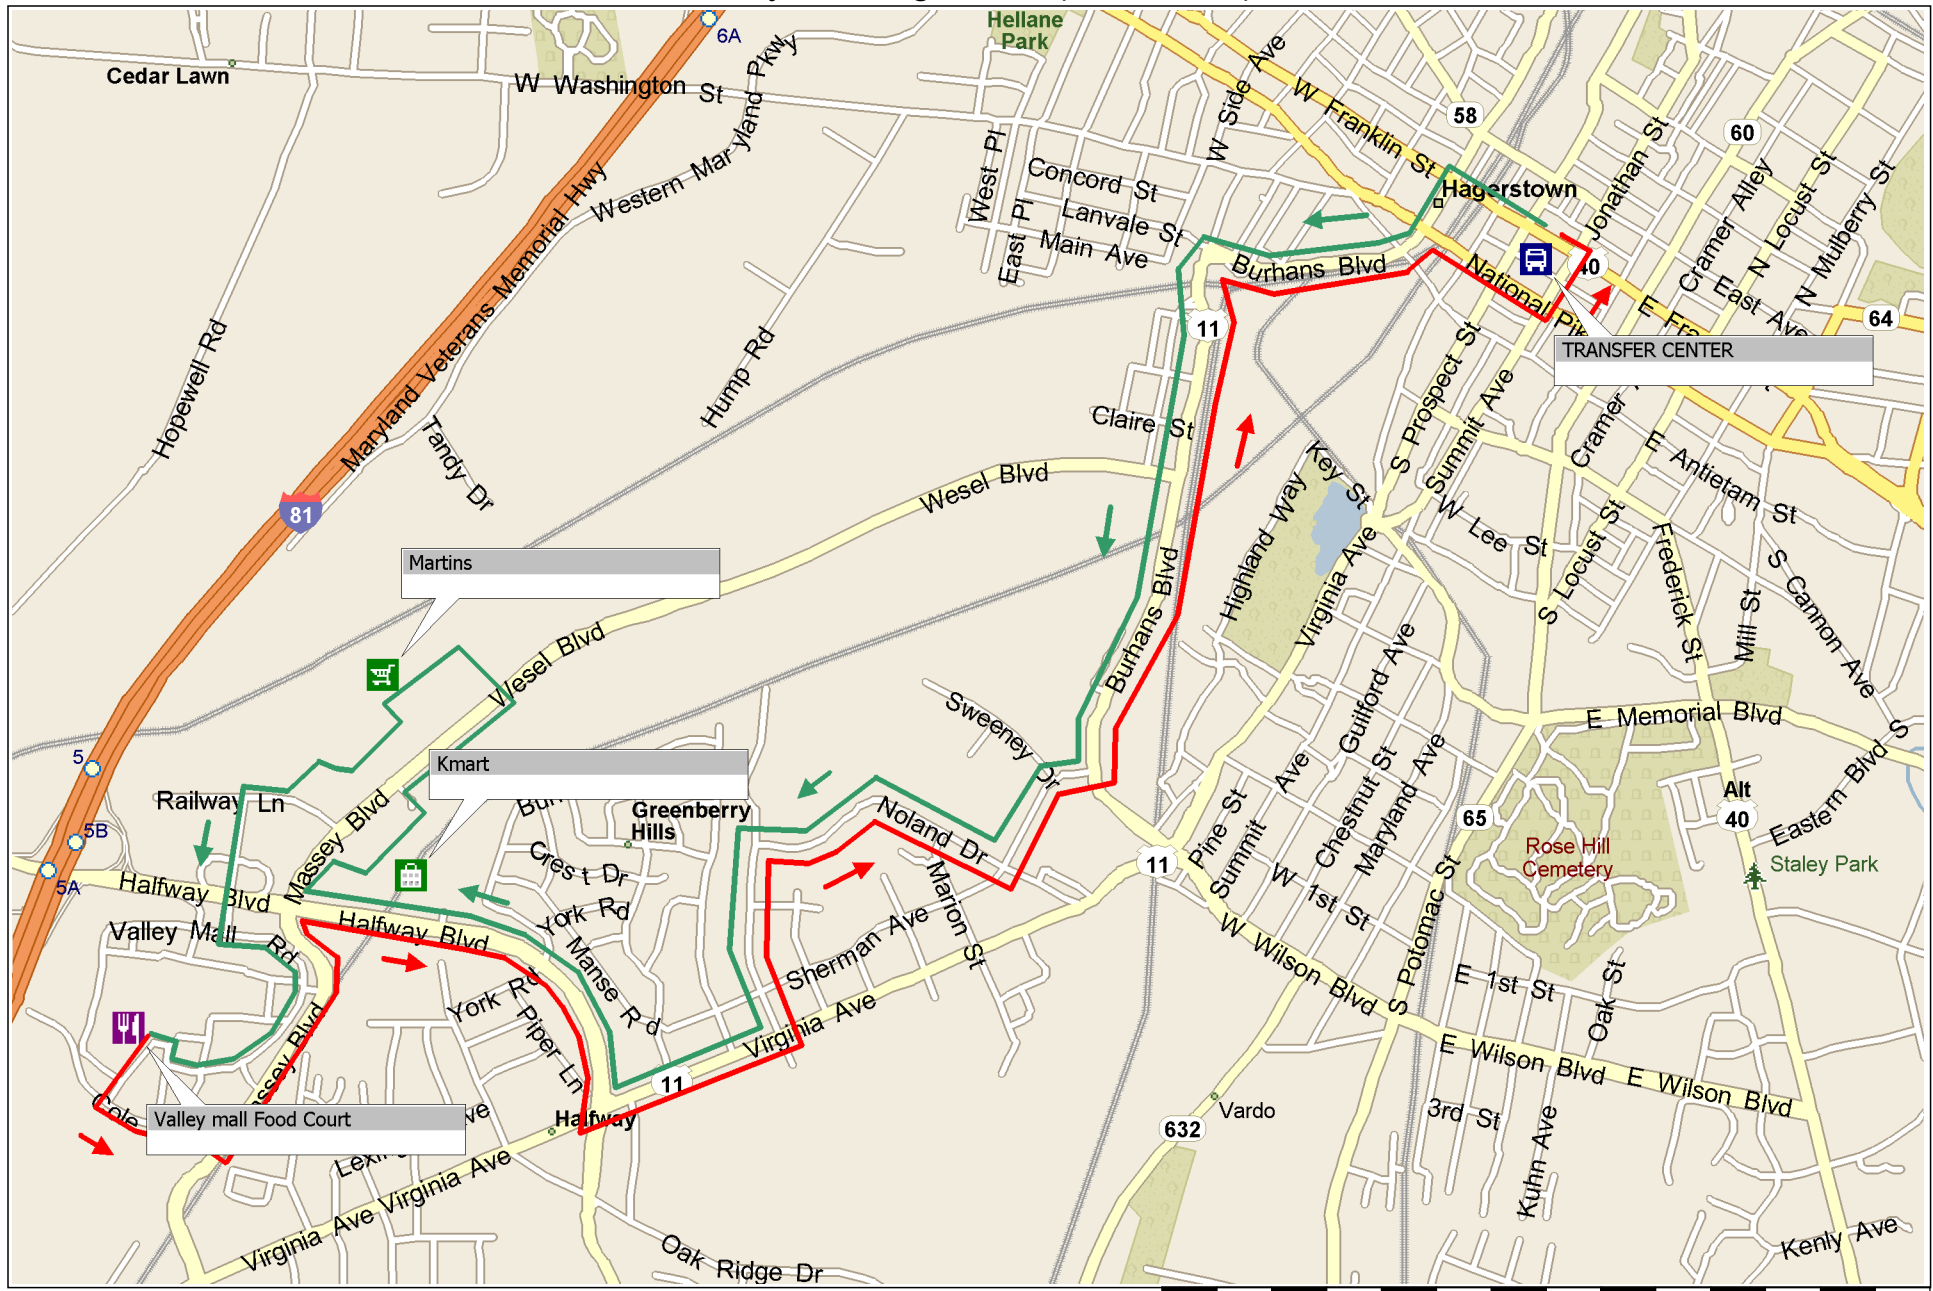 Hellane
Park
6A
Cedar Lawn
W Washington St
Western Maryland Pkwy
W Side Ave
W Franklin St
58
60
Jonathan St
Cramer Alley
N Locust St
N Mulberry St
West Pl
East Pl
Concord St
Lanvale St
Main Ave
Hagerstown
Maryland Veterans Memorial Hwy
Burhans Blvd
National Pike
40
East Ave
64
11
TRANSFER CENTER
Hopewell Rd
Hump Rd
Tandy Dr
Claire St
S Prospect St
Summit Ave
Cramer
E Antietam St
Key St
Highland Way
Wesel Blvd
81
W Lee St
S Locust St
Frederick St
Mill St
S Cannon Ave
Virginia Ave
Martins
Burhans Blvd
Wesel Blvd
Guilford Ave
E Memorial Blvd
Eastern Blvd S
Sweeney Dr
5
Kmart
Railway Ln
Massey Blvd
Greenberry
Hills
Noland Dr
Pine St
Summit Ave
Chestnut St
Maryland Ave
65
Alt
40
Rose Hill
Cemetery
Staley Park
5B
5A
Halfway Blvd
Crest Dr
York Rd
Manse Rd
Marion St
11
W 1st St
S Potomac St
Valley Mall Rd
Halfway Blvd
Sherman Ave
W Wilson Blvd
E 1st St
Oak St
York Rd
Piper Ln
Virginia Ave
11
E Wilson Blvd
E Wilson Blvd
Cole
Valley mall Food Court
Halfway
Vardo
632
3rd St
Kuhn Ave
Virginia Ave
Virginia Ave
Oak Ridge Dr
Kenly Ave